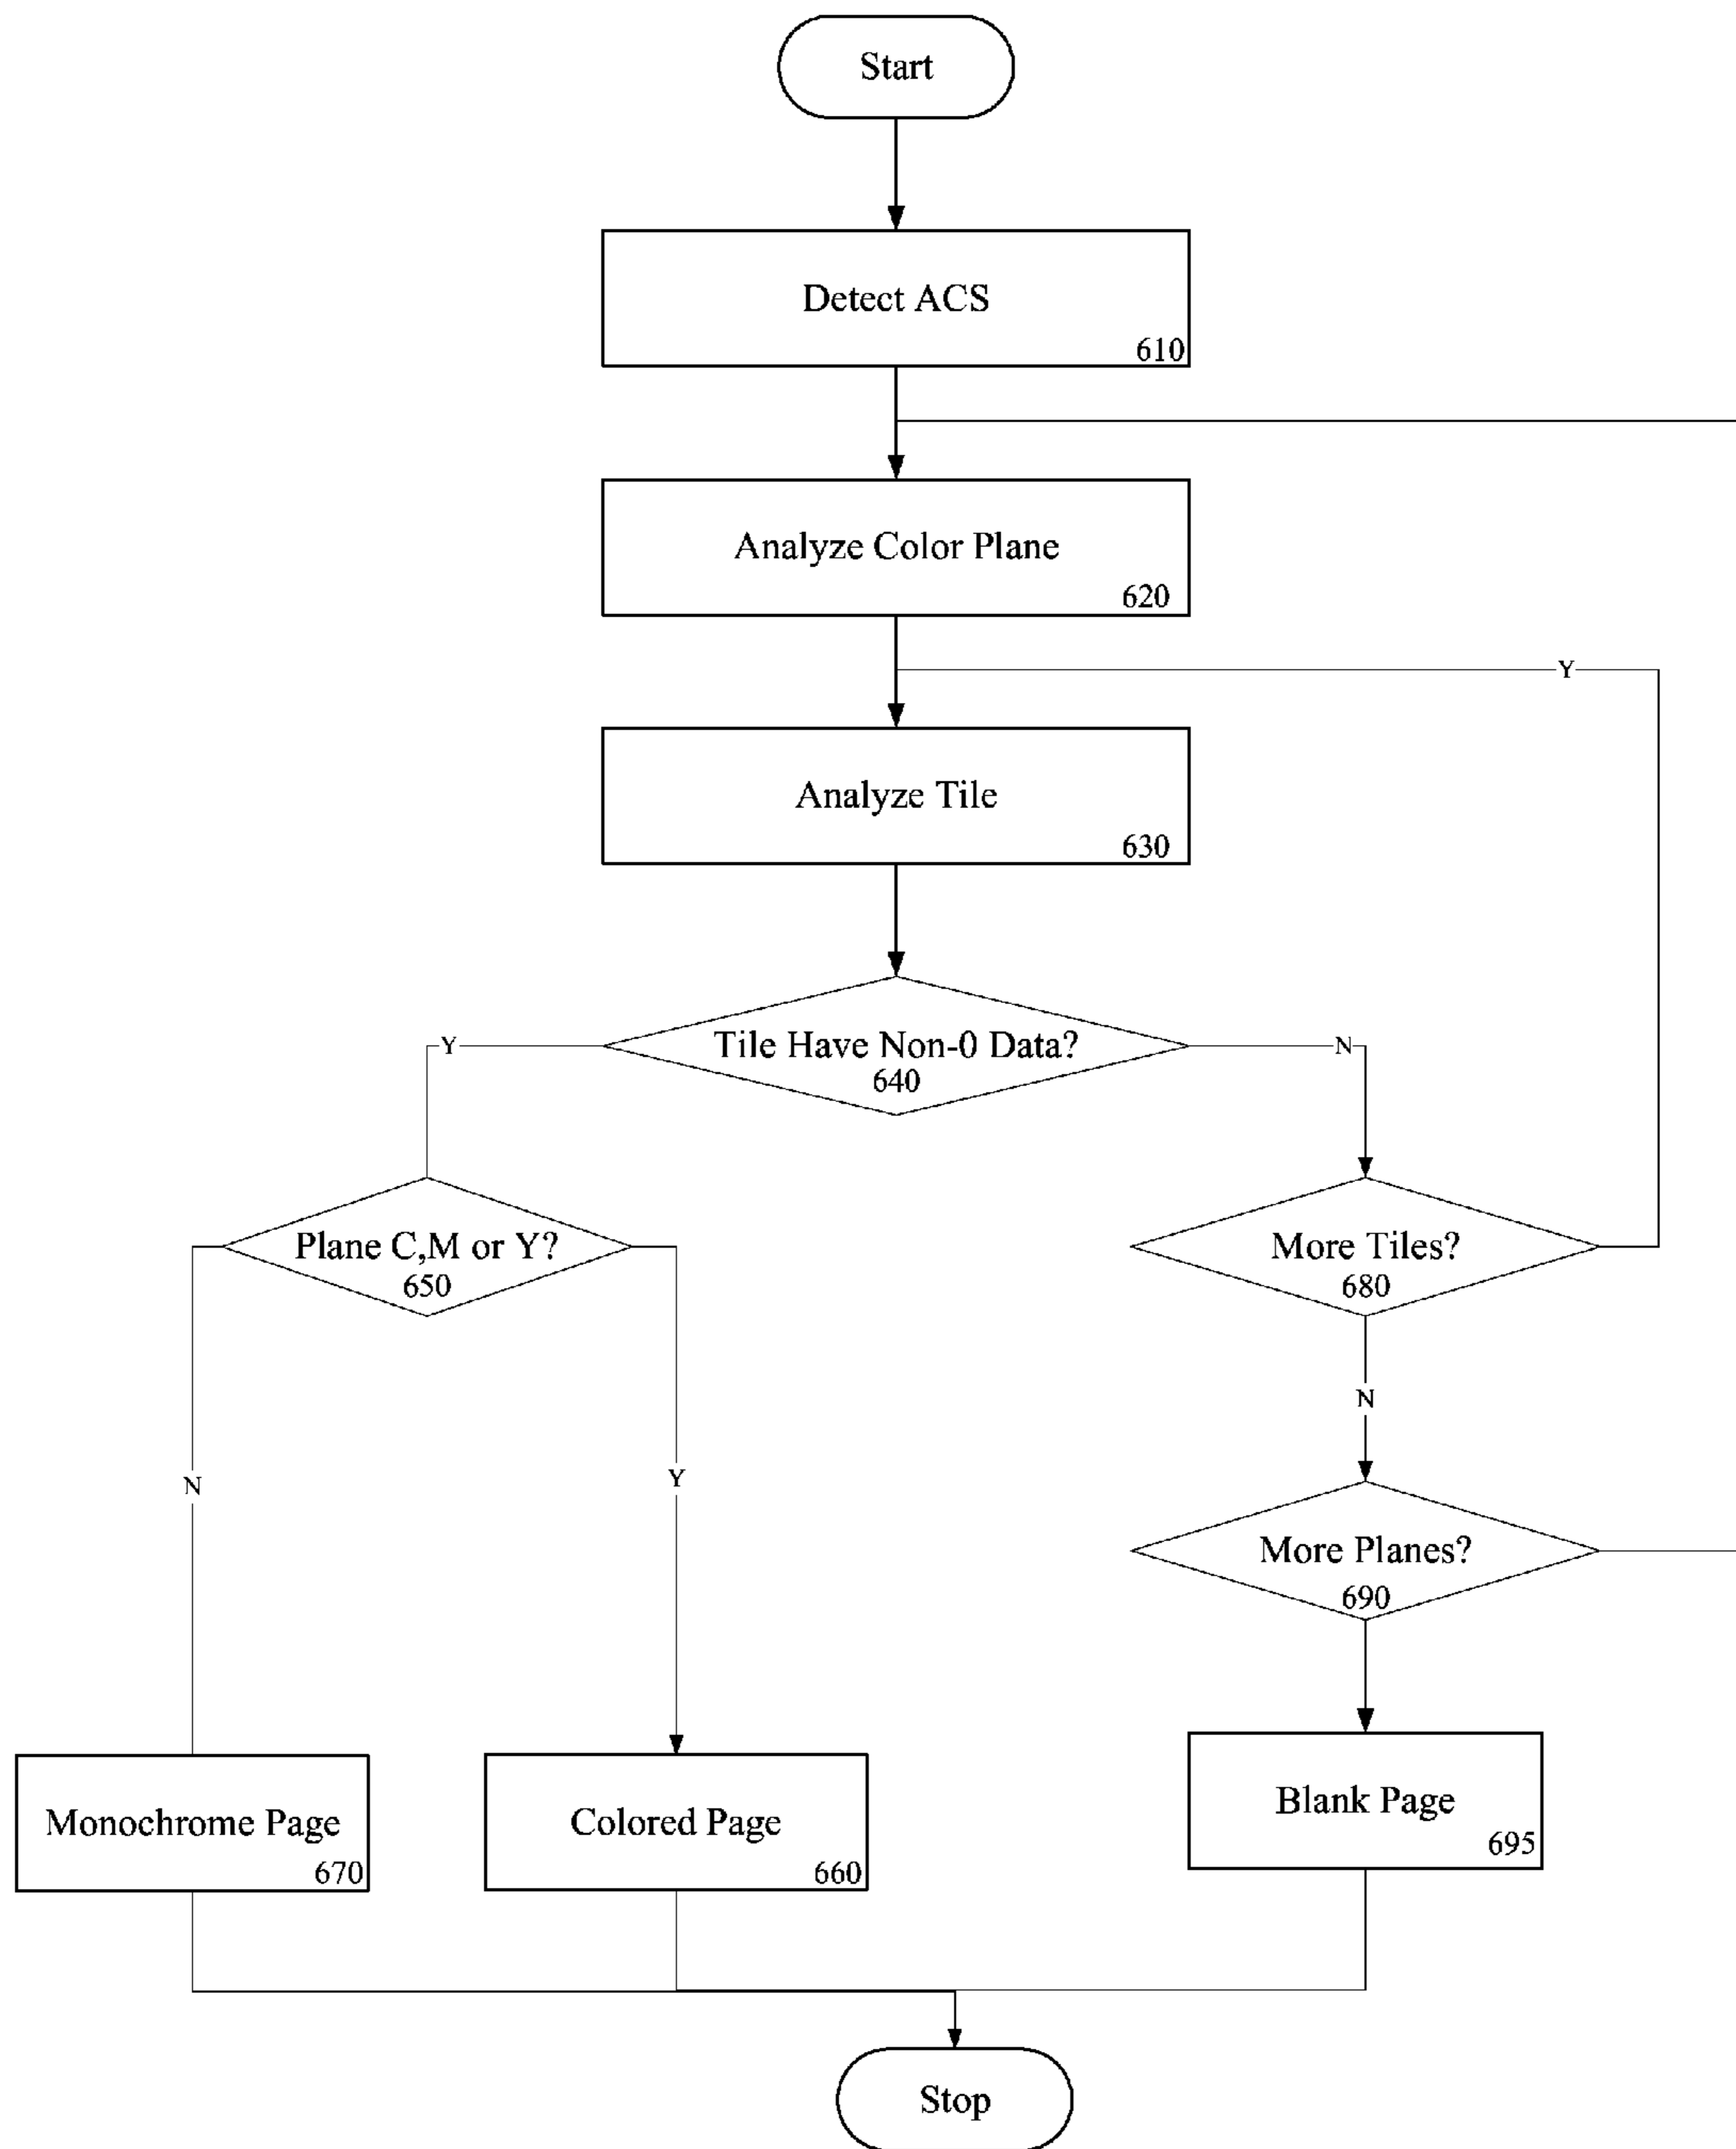 Start
Detect ACS
610
Analyze Color Plane
620
Y
Analyze Tile
630
Y
Tile Have Non-0 Data?
640
N
Plane C,M or Y?
650
More Tiles?
680
N
N
Y
More Planes?
690
Monochrome Page
670
Colored Page
660
Blank Page
695
Stop